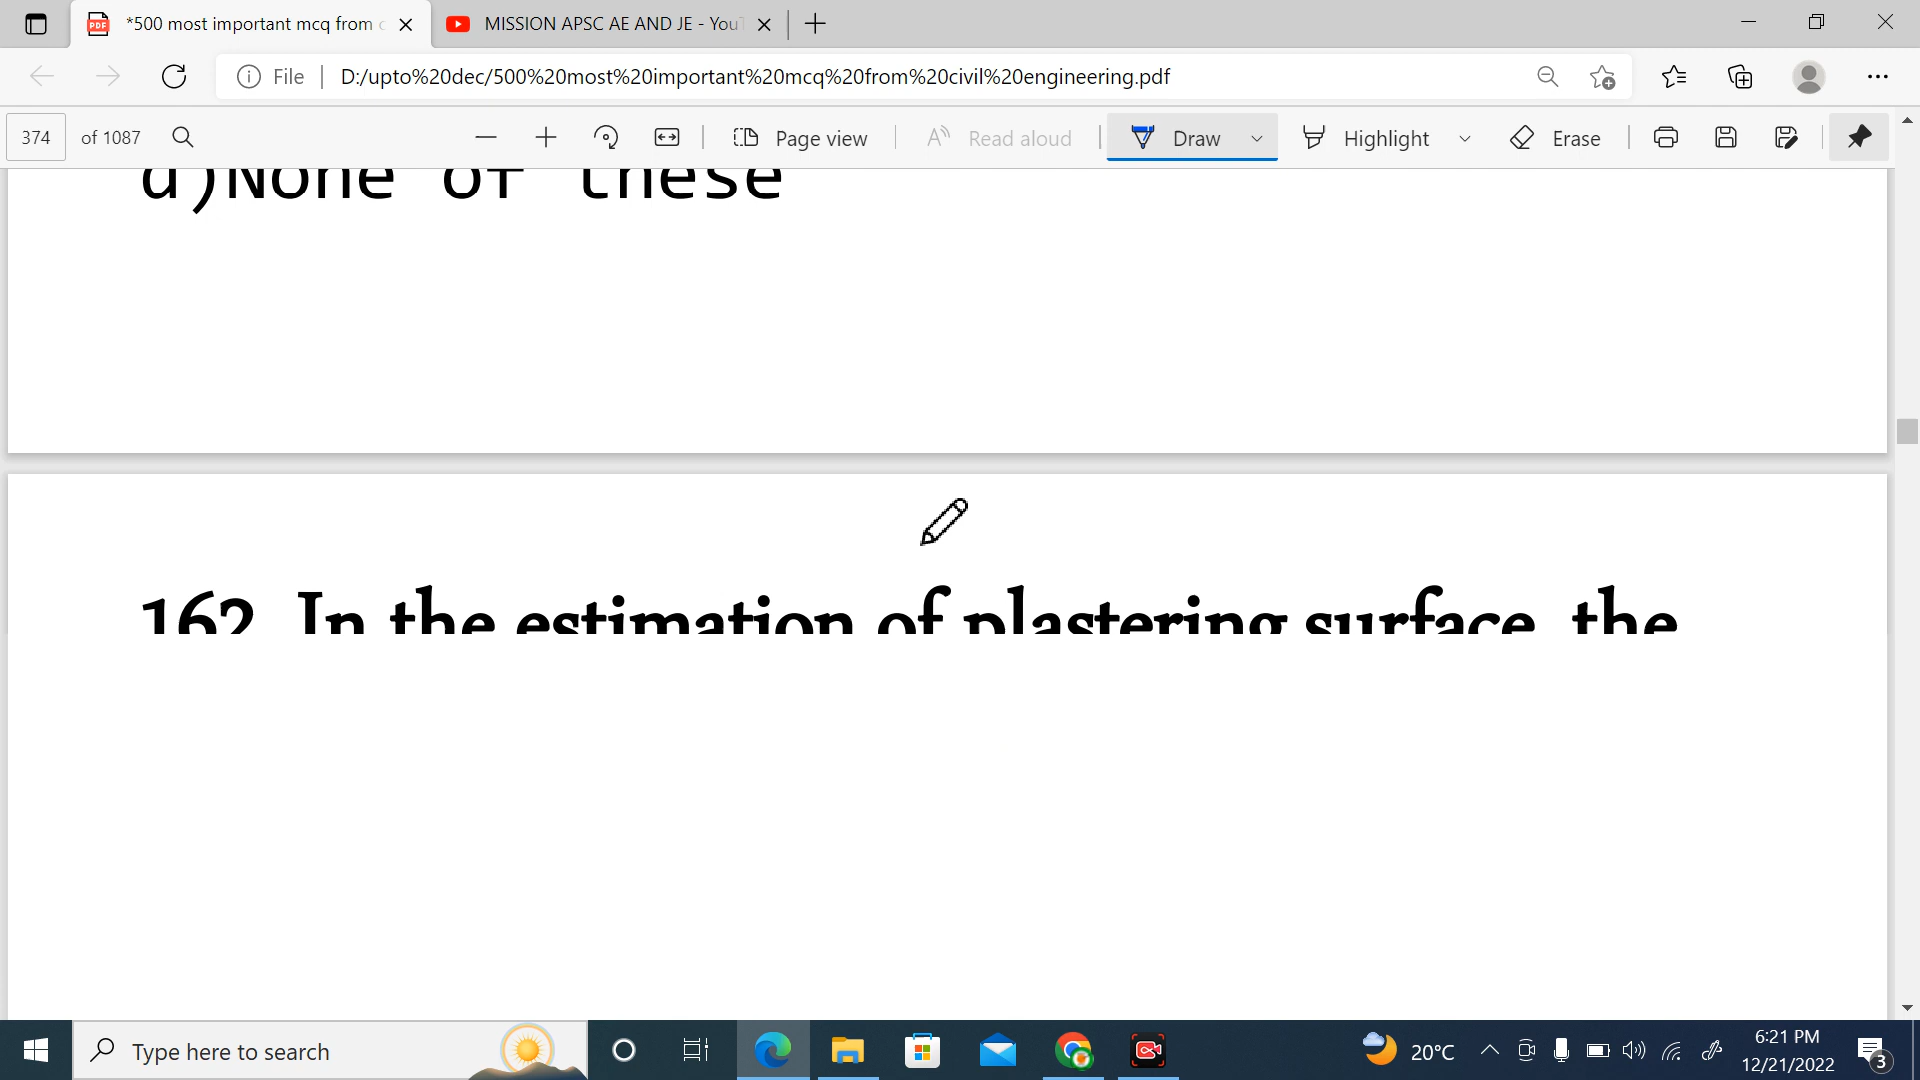 *500 most important mcq from c
MISSION APSC AE AND JE - YouT
File
D:/upto%20dec/500%20most%20important%20mcq%20from%20civil%20engineering.pdf
374 of 1087
Page view
Read aloud
Draw
Highlight
Erase
d)None of these
162. In the estimation of plastering surface, the
Type here to search
20°C
6:21 PM
12/21/2022
3